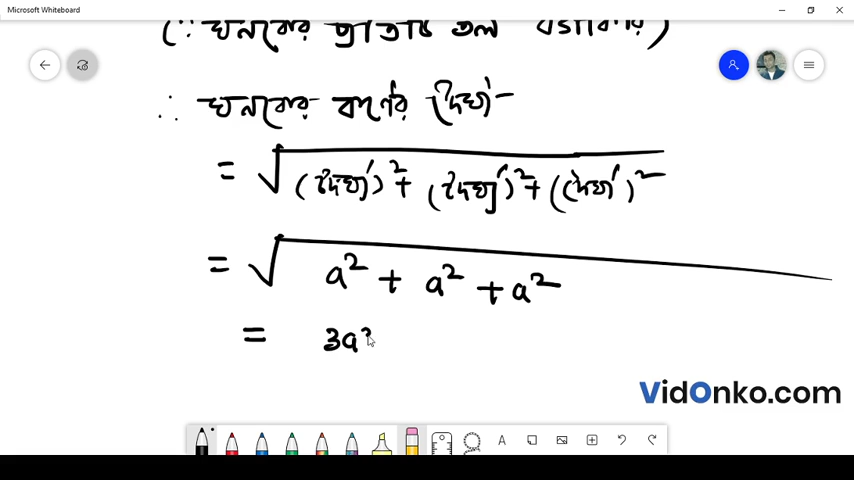 Microsoft Whiteboard
(∵ ঘনকের প্রতিটি তল বর্গাকার)
∴ ঘনকের কর্ণের দৈর্ঘ্য
= √(দৈর্ঘ্য)² + (দৈর্ঘ্য)² + (দৈর্ঘ্য)²
= √a² + a² + a²
= 3a²
VidOnko.com